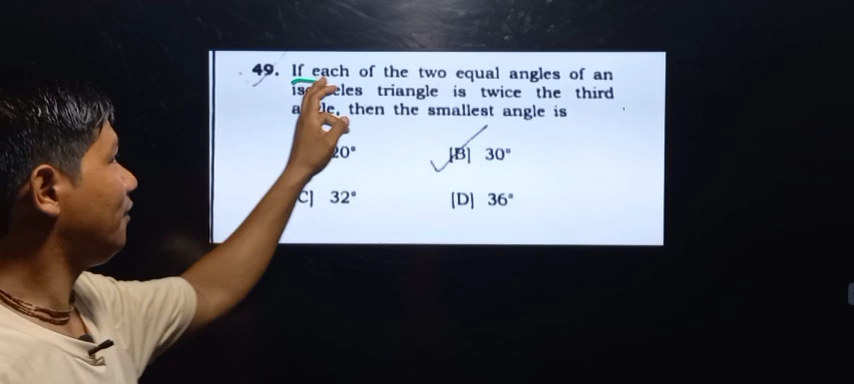 49. If each of the two equal angles of an
triangle is twice the third
then the smallest angle is
[B] 30°
C] 32°
[D] 36°